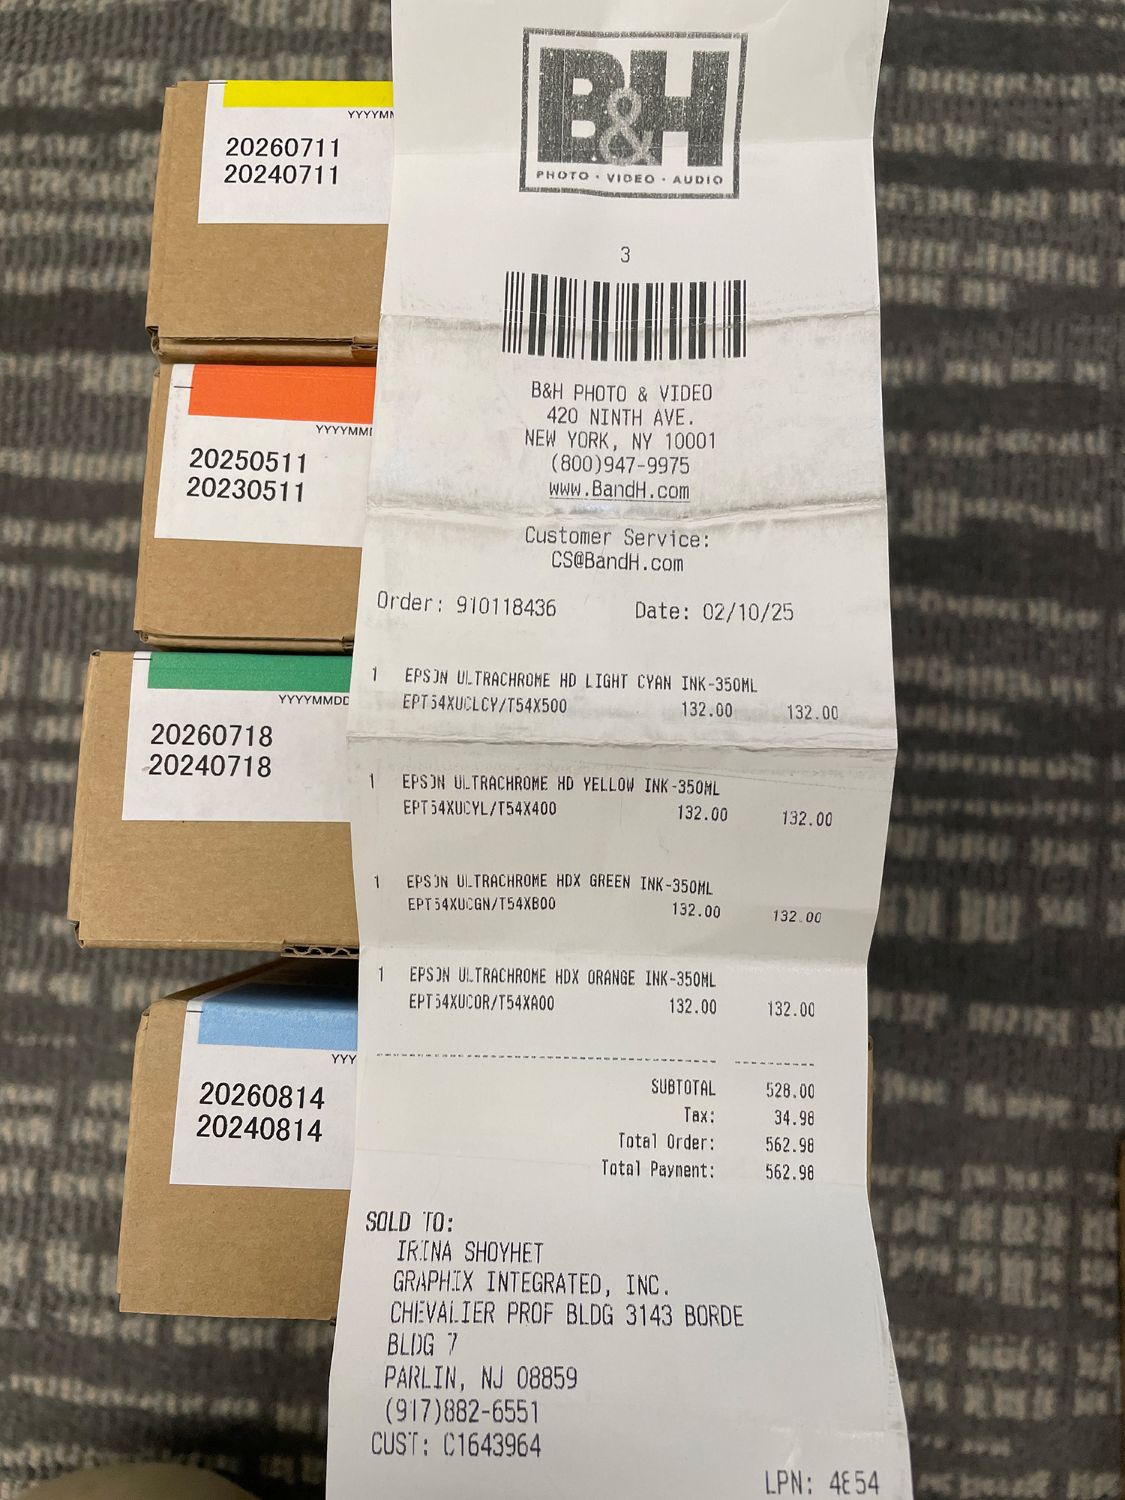 YYYYMM
20260711
20240711
YYYYMMD
20250511
20230511
YYYYMMDD
20260718
20240718
YYY
20260814
20240814
B&H
PHOTO · VIDEO · AUDIO
3
B&H PHOTO & VIDEO
420 NINTH AVE.
NEW YORK, NY 10001
(800)947-9975
www.BandH.com
Customer Service:
CS@BandH.com
Order: 910118436 Date: 02/10/25
1 EPSON ULTRACHROME HD LIGHT CYAN INK-350ML
EPT54XUCLCY/T54X500 132.00 132.00
1 EPSON ULTRACHROME HD YELLOW INK-350ML
EPT54XUCYL/T54X400 132.00 132.00
1 EPSON ULTRACHROME HDX GREEN INK-350ML
EPT54XUCGN/T54XB00 132.00 132.00
1 EPSON ULTRACHROME HDX ORANGE INK-350ML
EPT54XUCOR/T54XA00 132.00 132.00
SUBTOTAL 528.00
Tax: 34.98
Total Order: 562.98
Total Payment: 562.98
SOLD TO:
IRINA SHOYHET
GRAPHIX INTEGRATED, INC.
CHEVALIER PROF BLDG 3143 BORDE
BLDG 7
PARLIN, NJ 08859
(917)882-6551
CUST: C1643964
LPN: 4854